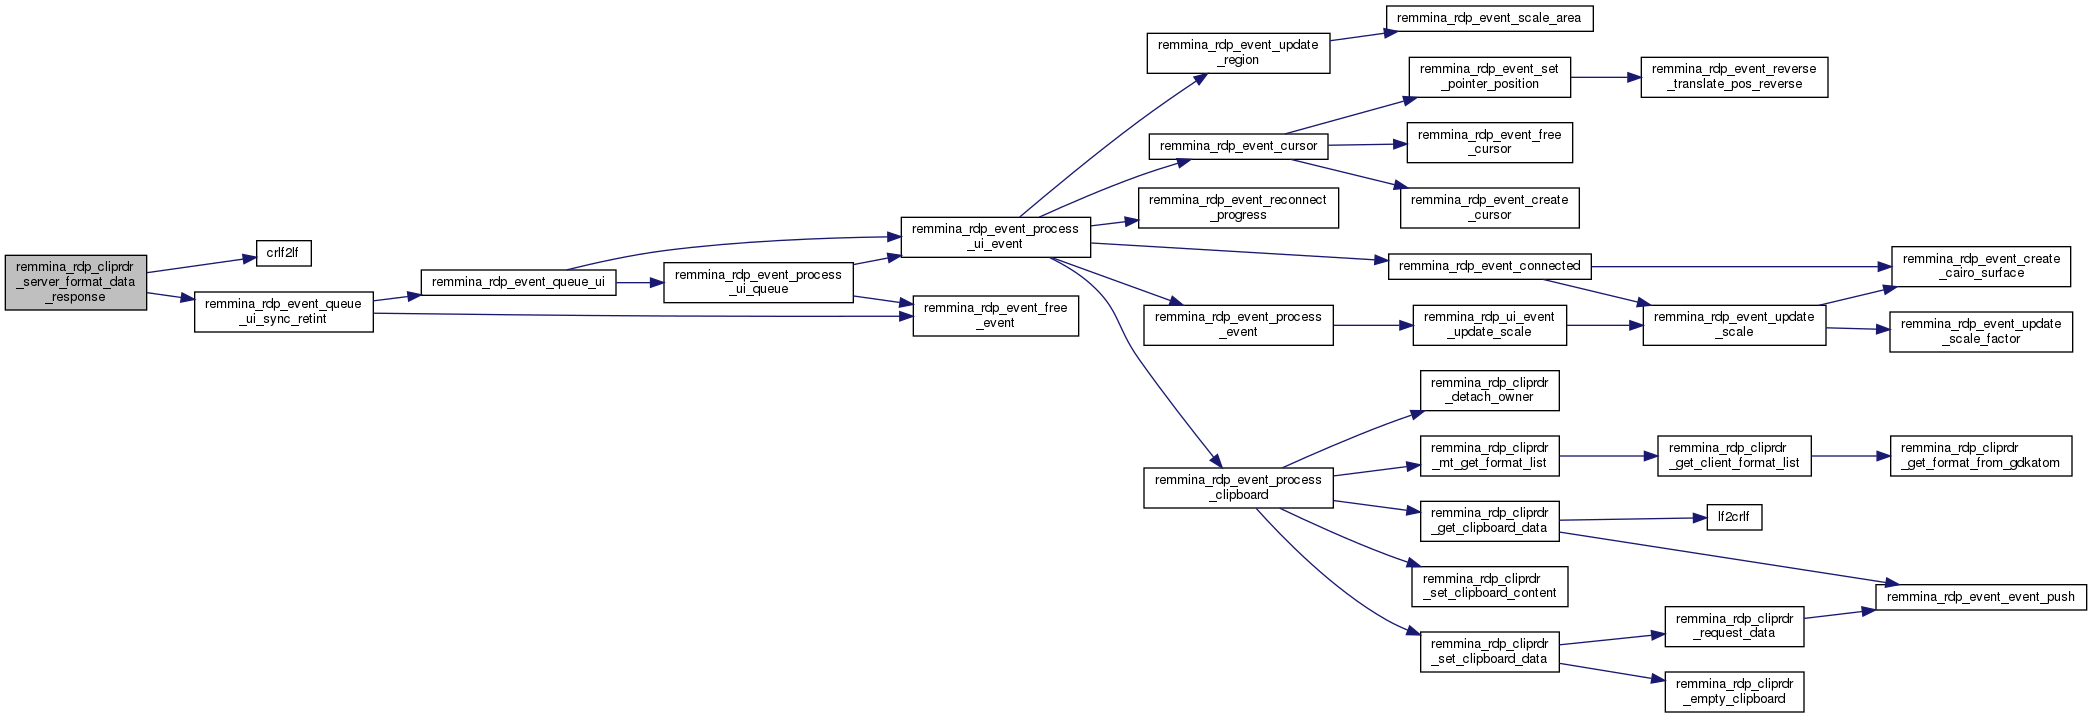 remmina_rdp_cliprdr
_server_format_data
_response
crlf2lf
remmina_rdp_event_queue
_ui_sync_retint
remmina_rdp_event_queue_ui
remmina_rdp_event_process
_ui_queue
remmina_rdp_event_process
_ui_event
remmina_rdp_event_free
_event
remmina_rdp_event_update
_region
remmina_rdp_event_scale_area
remmina_rdp_event_cursor
remmina_rdp_event_set
_pointer_position
remmina_rdp_event_reverse
_translate_pos_reverse
remmina_rdp_event_free
_cursor
remmina_rdp_event_create
_cursor
remmina_rdp_event_reconnect
_progress
remmina_rdp_event_connected
remmina_rdp_event_create
_cairo_surface
remmina_rdp_event_process
_event
remmina_rdp_ui_event
_update_scale
remmina_rdp_event_update
_scale
remmina_rdp_event_update
_scale_factor
remmina_rdp_event_process
_clipboard
remmina_rdp_cliprdr
_detach_owner
remmina_rdp_cliprdr
_mt_get_format_list
remmina_rdp_cliprdr
_get_client_format_list
remmina_rdp_cliprdr
_get_format_from_gdkatom
remmina_rdp_cliprdr
_get_clipboard_data
lf2crlf
remmina_rdp_event_event_push
remmina_rdp_cliprdr
_set_clipboard_content
remmina_rdp_cliprdr
_set_clipboard_data
remmina_rdp_cliprdr
_request_data
remmina_rdp_cliprdr
_empty_clipboard